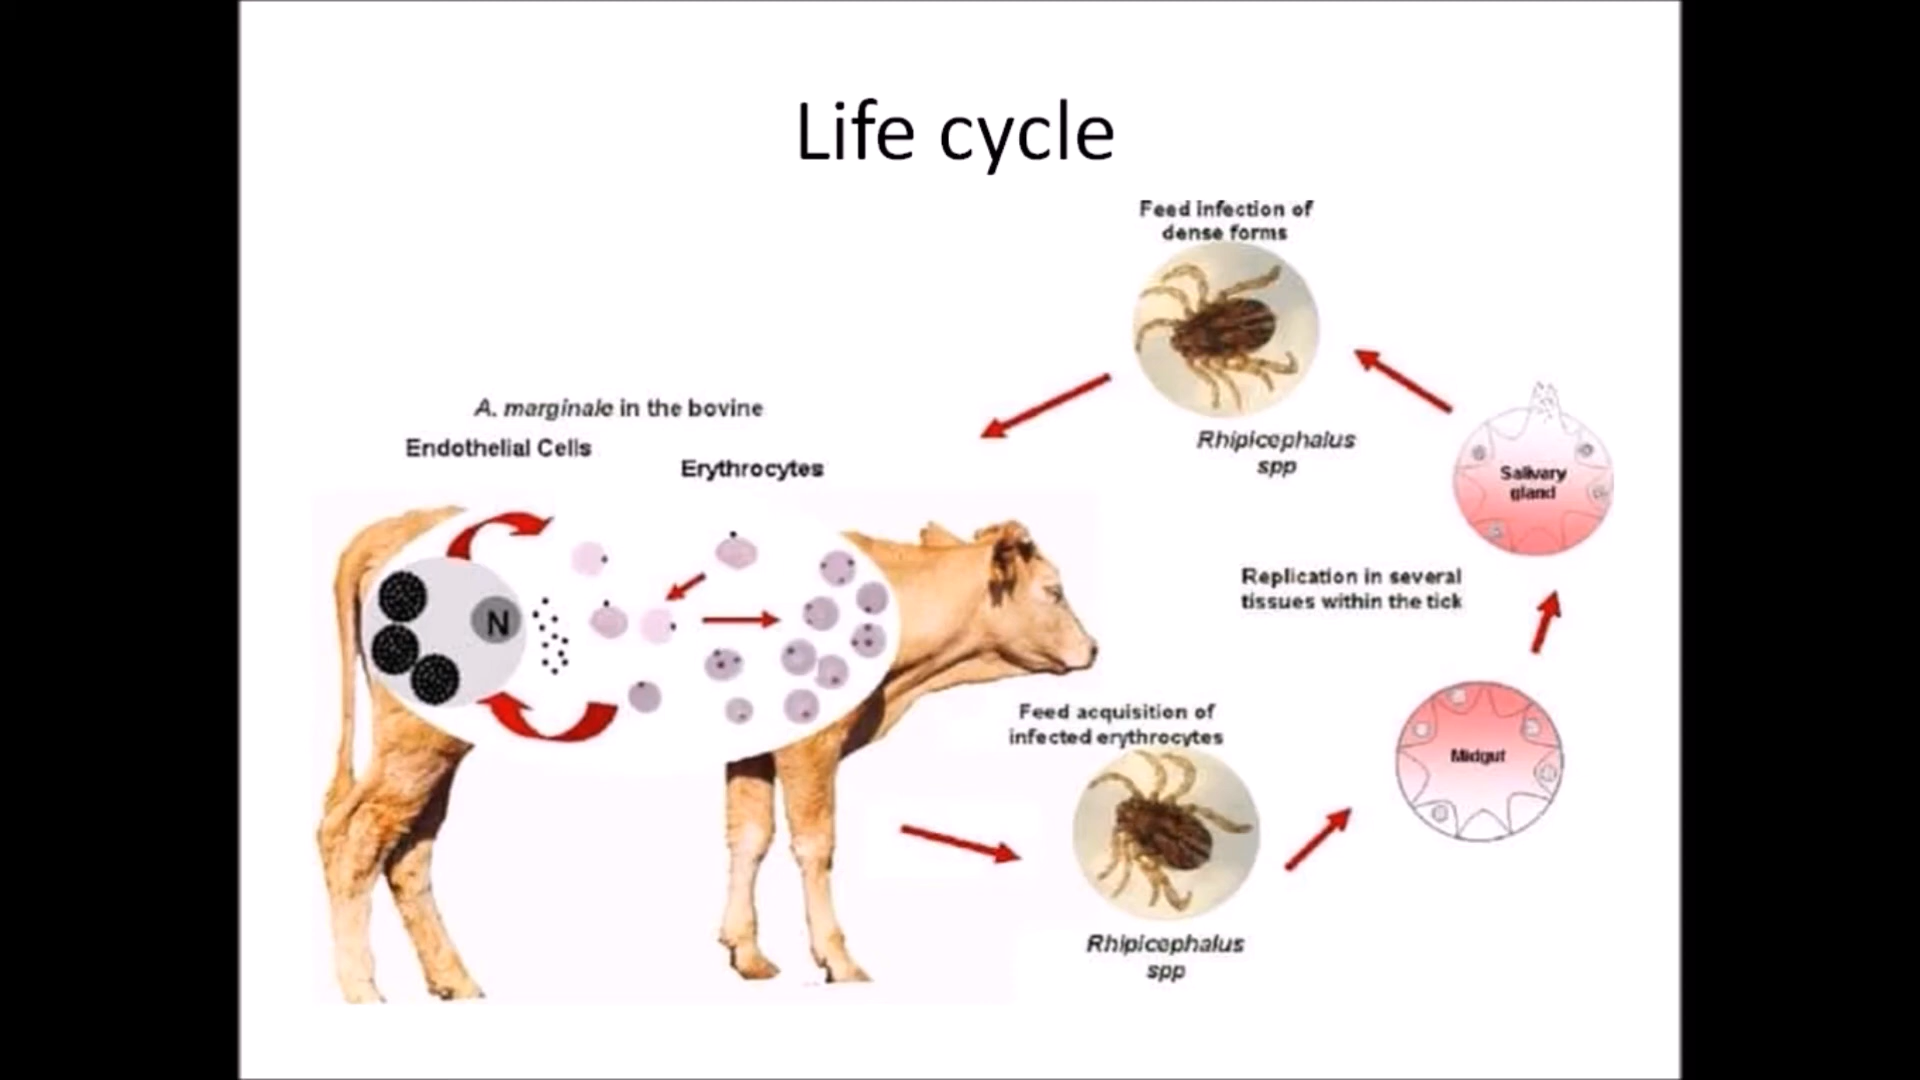 Life cycle
Feed infection of
dense forms
Rhipicephalus
spp
A. marginale in the bovine
Endothelial Cells
Erythrocytes
Salivary
gland
Replication in several
tissues within the tick
N
Feed acquisition of
infected erythrocytes
Midgut
Rhipicephalus
spp